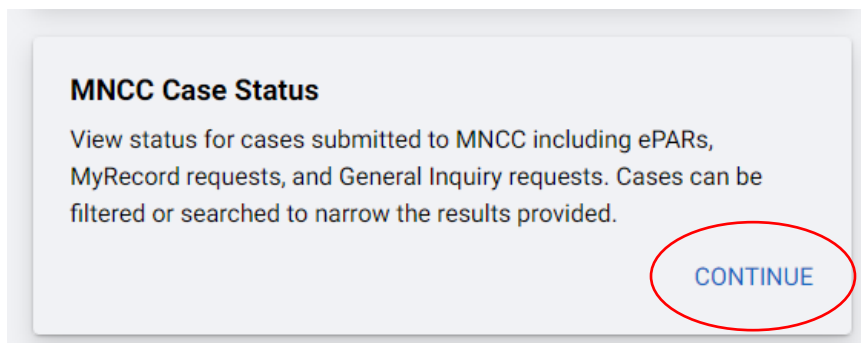 MNCC Case Status
View status for cases submitted to MNCC including ePARs,
MyRecord requests, and General Inquiry requests. Cases can be
filtered or searched to narrow the results provided.
CONTINUE